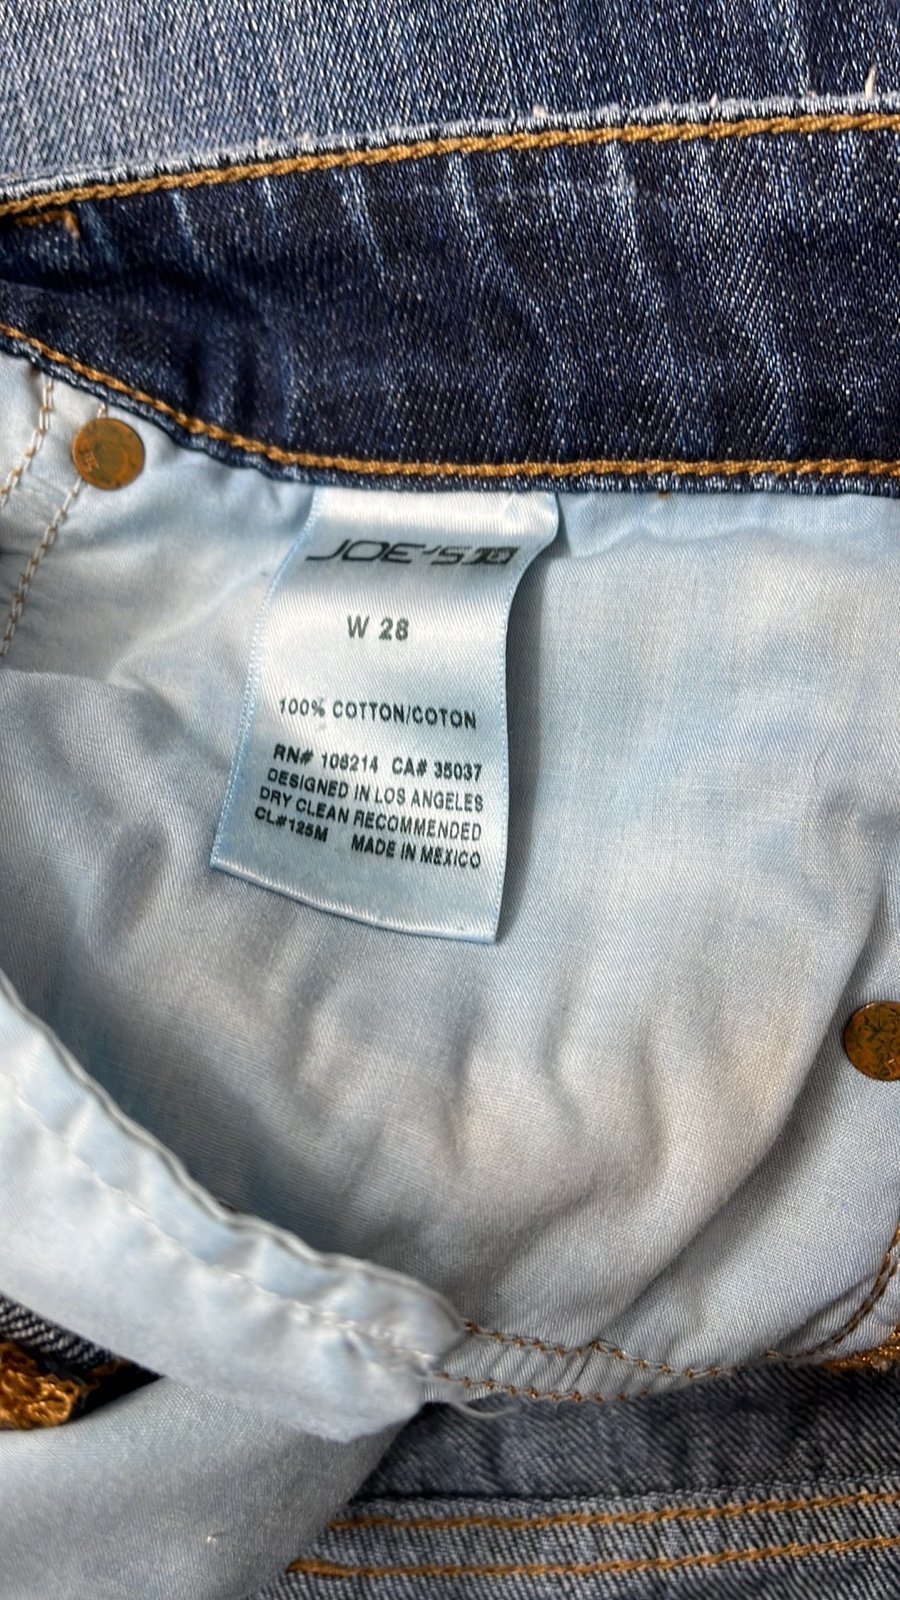 JOE'S
W 28
100% COTTON/COTON
RN# 106214 CA# 35037
DESIGNED IN LOS ANGELES
DRY CLEAN RECOMMENDED
CL#125M MADE IN MEXICO